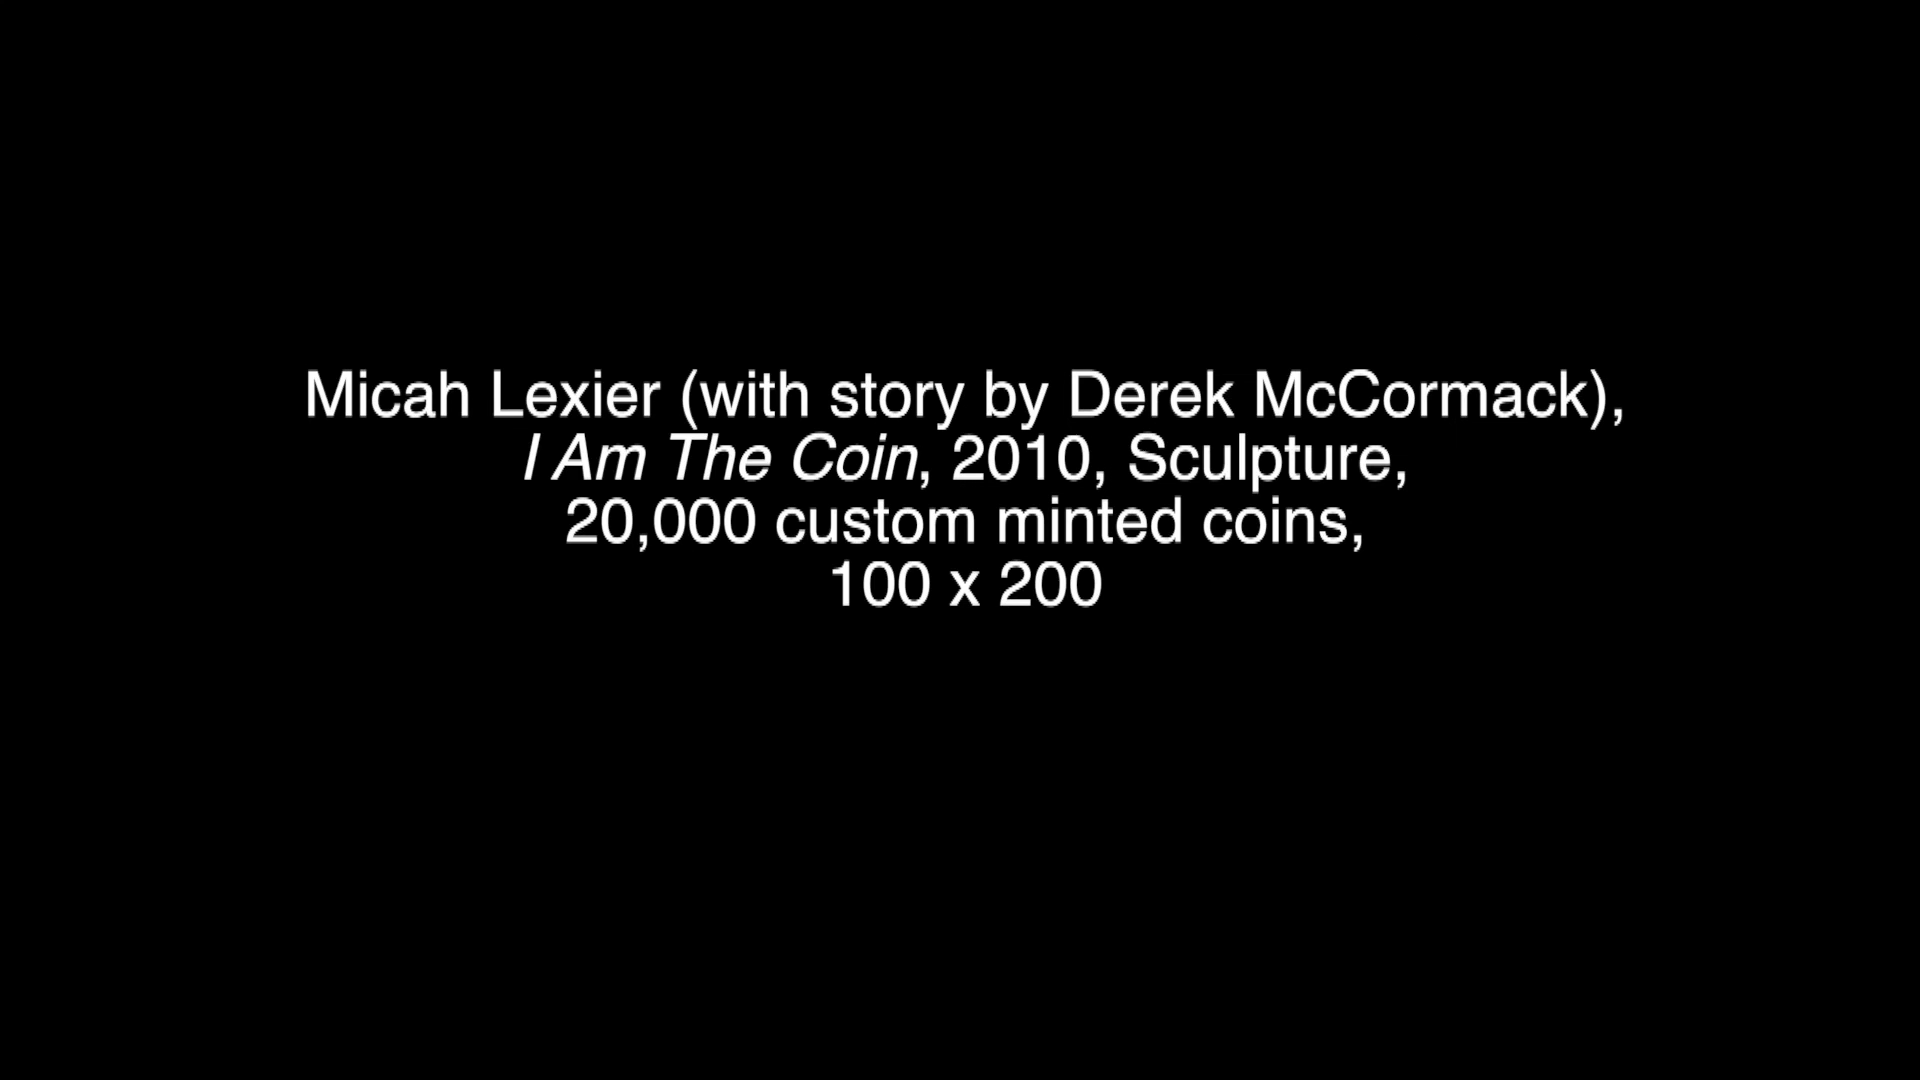 Micah Lexier (with story by Derek McCormack),
I Am The Coin, 2010, Sculpture,
20,000 custom minted coins,
100 x 200